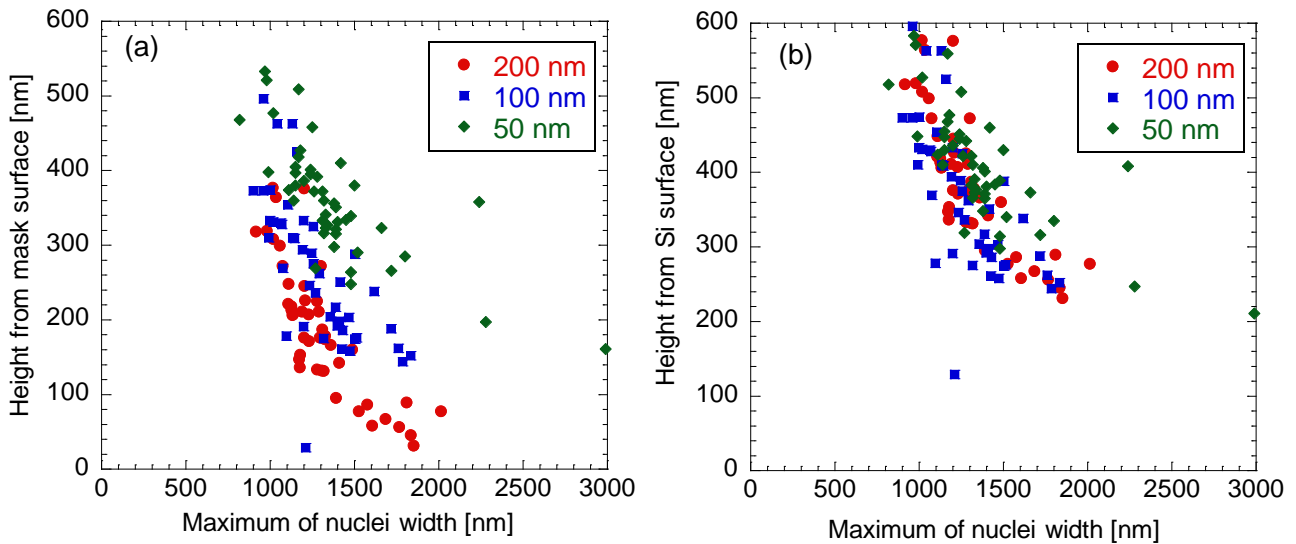 (a)
200 nm
100 nm
50 nm
Height from mask surface [nm]
600
500
400
300
200
100
0
0 500 1000 1500 2000 2500 3000
Maximum of nuclei width [nm]
(b)
200 nm
100 nm
50 nm
Height from Si surface [nm]
600
500
400
300
200
100
0
0 500 1000 1500 2000 2500 3000
Maximum of nuclei width [nm]